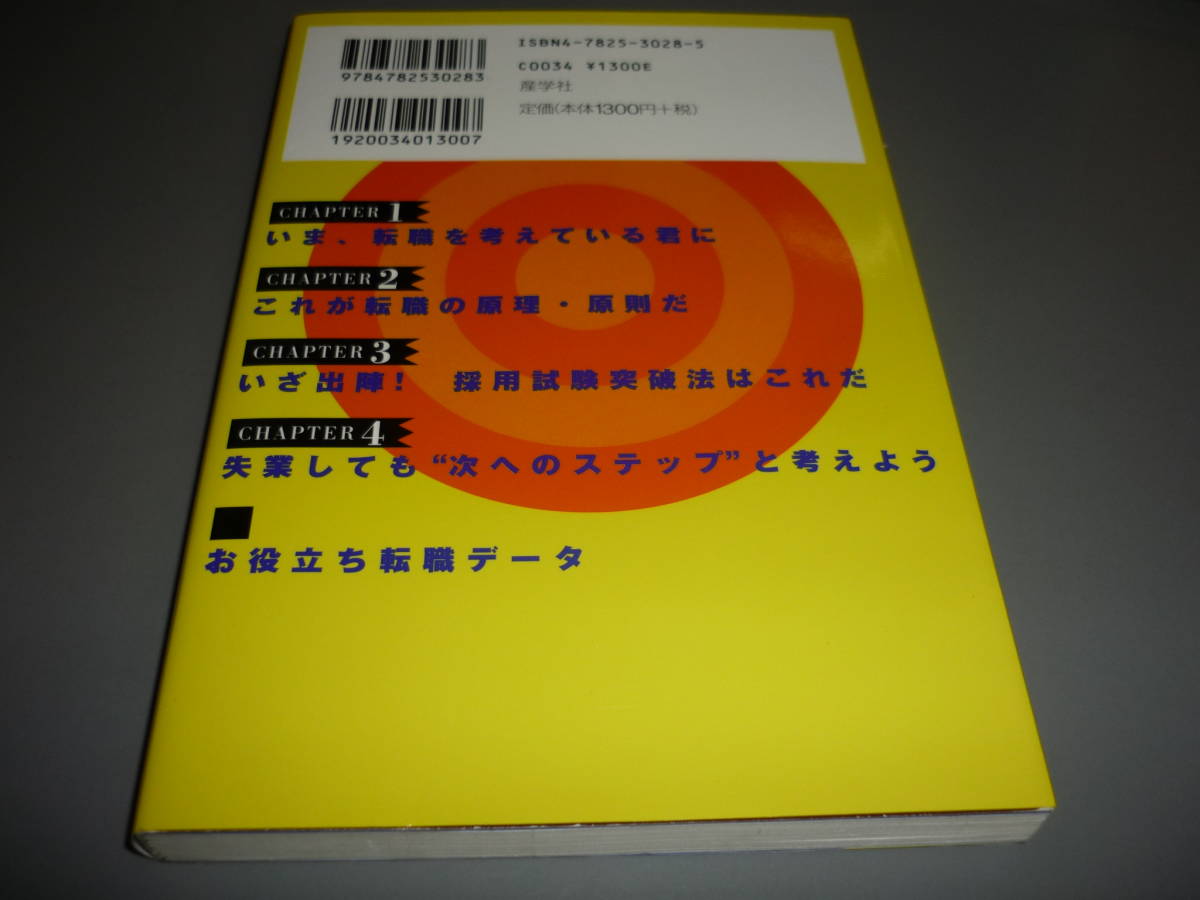 ISBN4-7825-3028-5
9784782530283
C0034 ¥1300E
産学社
定価(本体1300円+税)
1920034013007
CHAPTER 1
いま、転職を考えている君に
CHAPTER 2
これが転職の原理・原則だ
CHAPTER 3
いざ出陣! 採用試験突破法はこれだ
CHAPTER 4
失業しても“次へのステップ”と考えよう
お役立ち転職データ